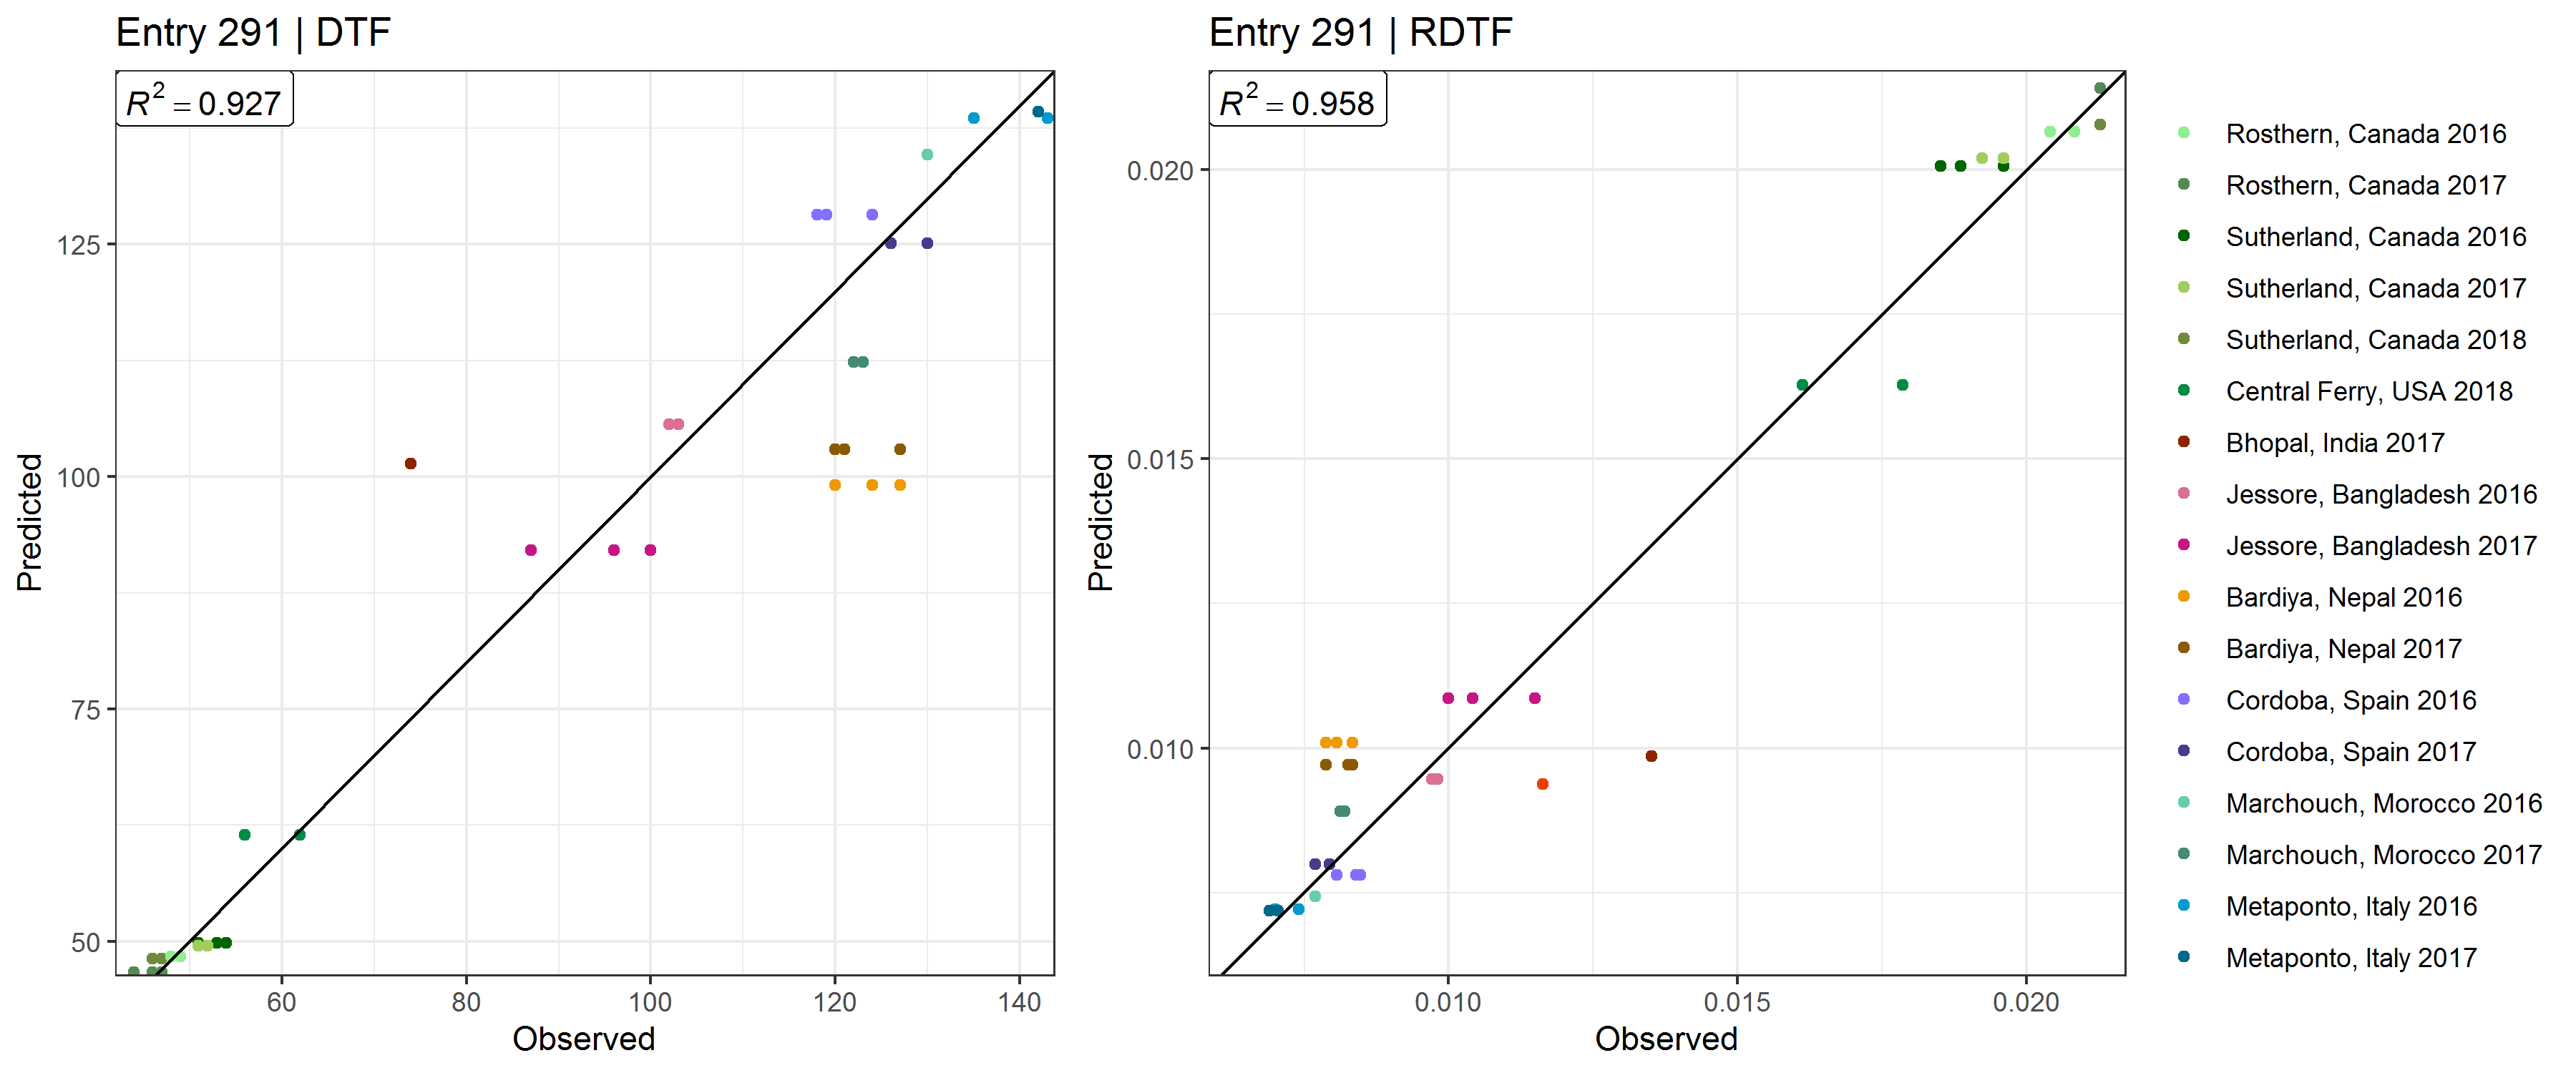 Entry 291 | DTF
R² = 0.927
125
100
75
50
60 80 100 120 140
Observed
Predicted
Entry 291 | RDTF
R² = 0.958
0.020
0.015
0.010
0.010 0.015 0.020
Observed
Predicted
Rosthern, Canada 2016
Rosthern, Canada 2017
Sutherland, Canada 2016
Sutherland, Canada 2017
Sutherland, Canada 2018
Central Ferry, USA 2018
Bhopal, India 2017
Jessore, Bangladesh 2016
Jessore, Bangladesh 2017
Bardiya, Nepal 2016
Bardiya, Nepal 2017
Cordoba, Spain 2016
Cordoba, Spain 2017
Marchouch, Morocco 2016
Marchouch, Morocco 2017
Metaponto, Italy 2016
Metaponto, Italy 2017